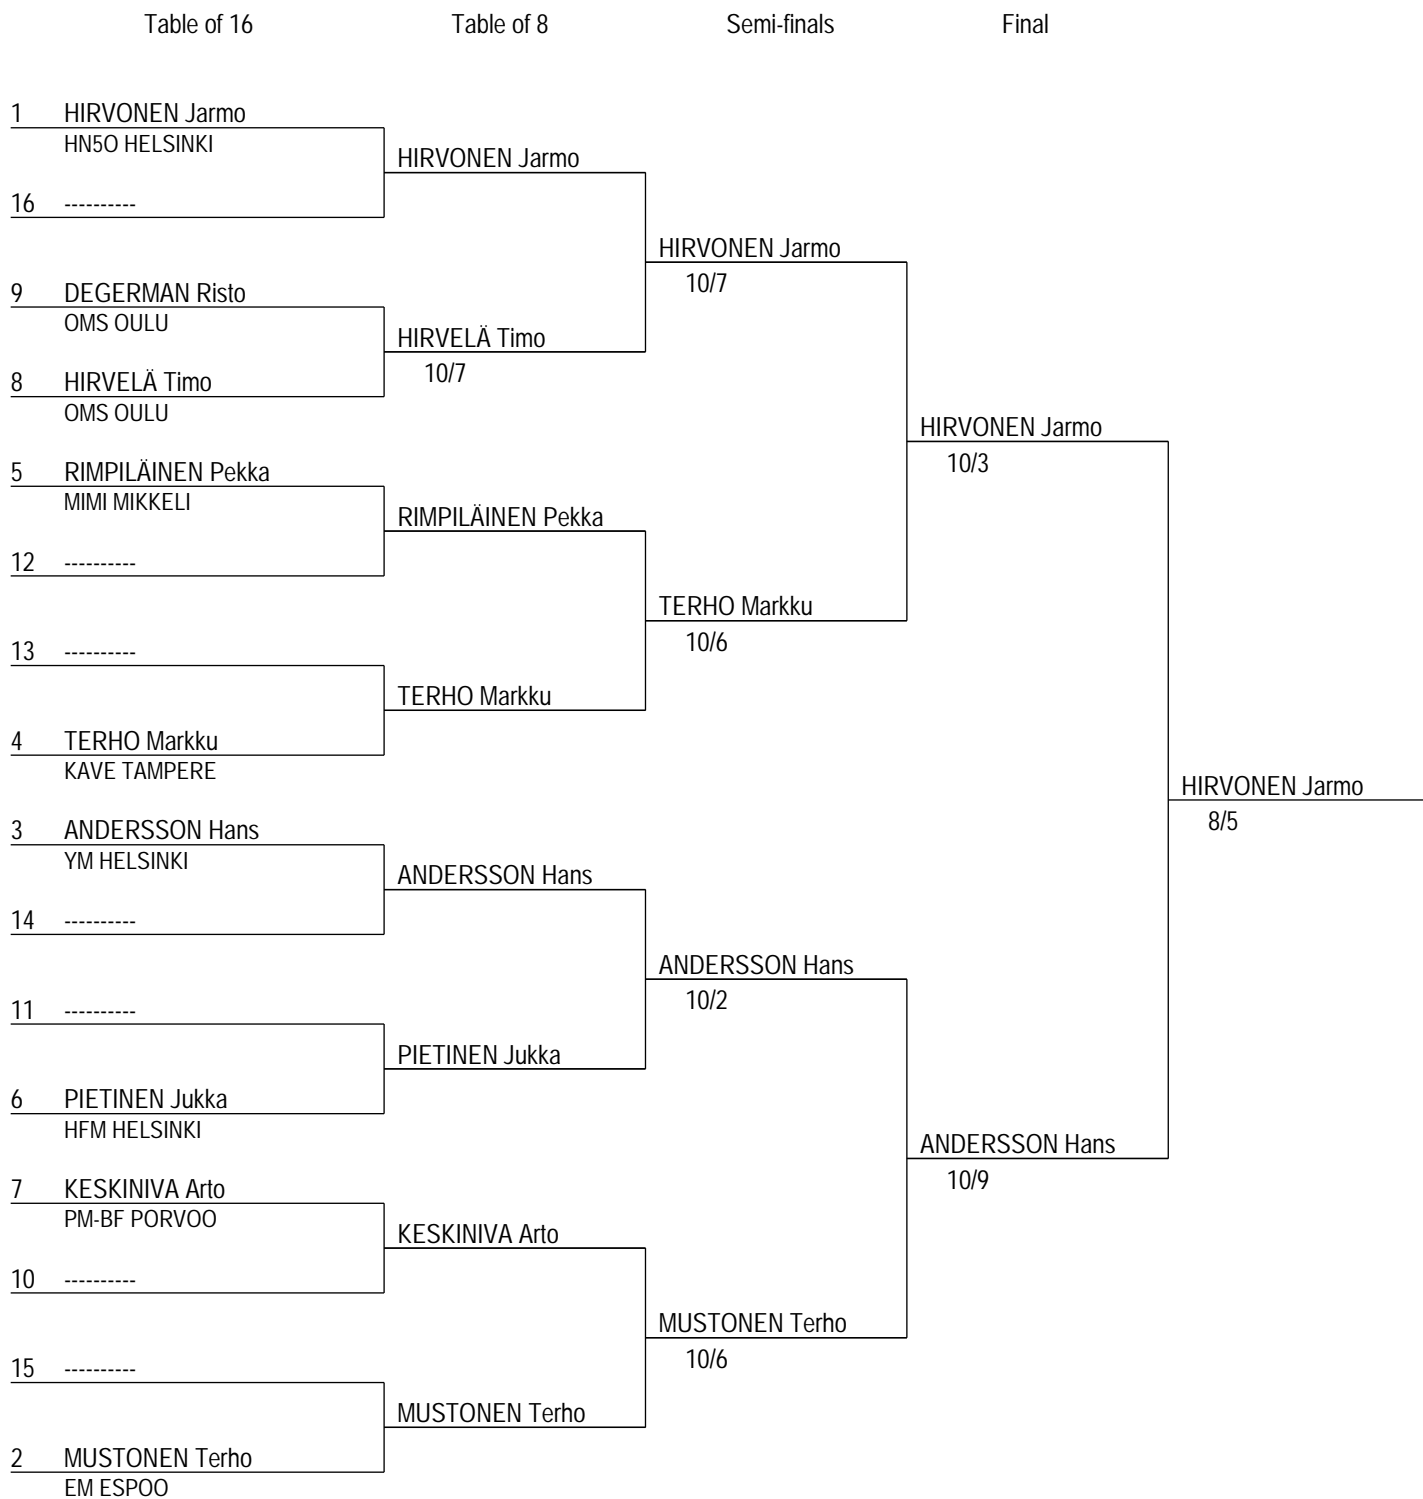 Table of 16 Table of 8 Semi-finals Final
1 HIRVONEN Jarmo
HN5O HELSINKI
HIRVONEN Jarmo
16 ----------
HIRVONEN Jarmo
10/7
9 DEGERMAN Risto
OMS OULU
HIRVELÄ Timo
10/7
8 HIRVELÄ Timo
OMS OULU
HIRVONEN Jarmo
10/3
5 RIMPILÄINEN Pekka
MIMI MIKKELI
RIMPILÄINEN Pekka
12 ----------
TERHO Markku
10/6
13 ----------
TERHO Markku
4 TERHO Markku
KAVE TAMPERE
HIRVONEN Jarmo
8/5
3 ANDERSSON Hans
YM HELSINKI
ANDERSSON Hans
14 ----------
ANDERSSON Hans
10/2
11 ----------
PIETINEN Jukka
6 PIETINEN Jukka
HFM HELSINKI
ANDERSSON Hans
10/9
7 KESKINIVA Arto
PM-BF PORVOO
KESKINIVA Arto
10 ----------
MUSTONEN Terho
10/6
15 ----------
MUSTONEN Terho
2 MUSTONEN Terho
EM ESPOO